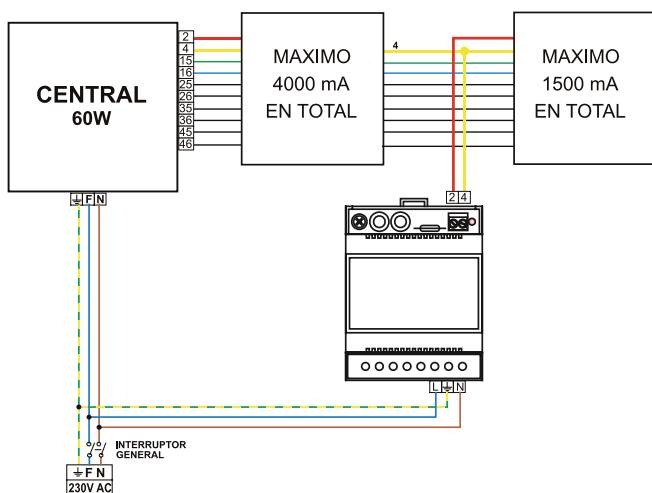 CENTRAL
60W
2
4
15
16
25
26
35
36
45
46
MAXIMO
4000 mA
EN TOTAL
4
MAXIMO
1500 mA
EN TOTAL
F N
2 4
L N
INTERRUPTOR
GENERAL
F N
230V AC